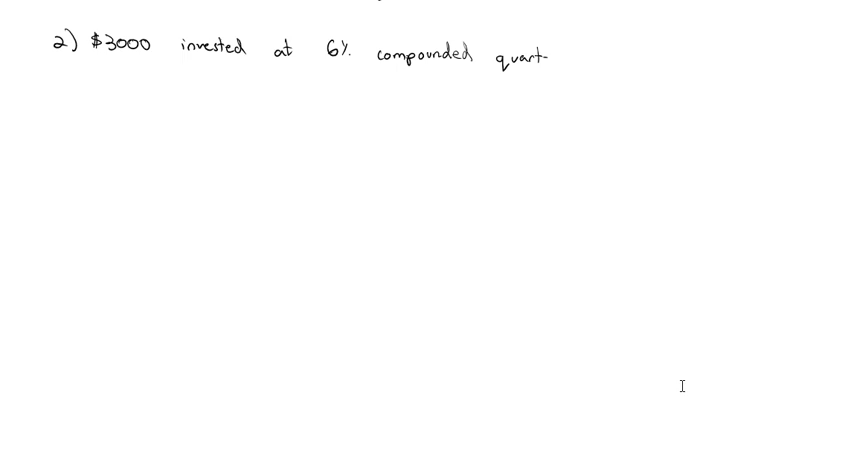 2) $3000 invested at 6% compounded quart-